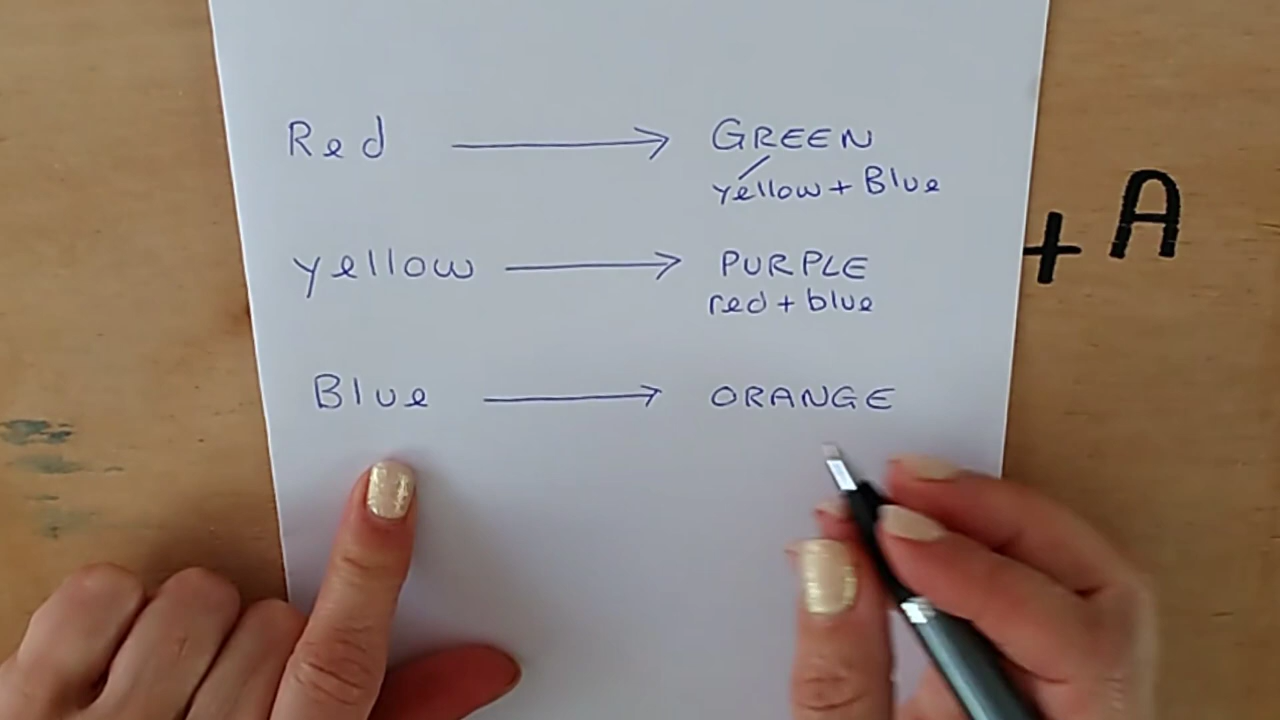 Red → GREEN
yellow + Blue
yellow → PURPLE
red + blue
Blue → ORANGE
+ A